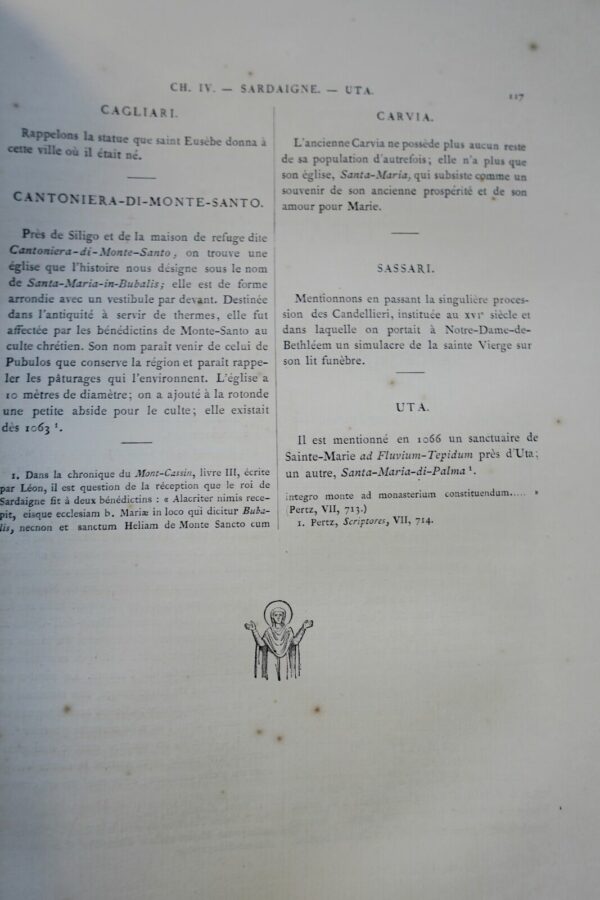 CH. IV. — SARDAIGNE. — UTA.
117
CAGLIARI.
Rappelons la statue que saint Eusèbe donna à
cette ville où il était né.
CANTONIERA-DI-MONTE-SANTO.
Près de Siligo et de la maison de refuge dite
Cantoniera-di-Monte-Santo, on trouve une
église que l'histoire nous désigne sous le nom
de Santa-Maria-in-Bubalis; elle est de forme
arrondie avec un vestibule par devant. Destinée
dans l'antiquité à servir de thermes, elle fut
affectée par les bénédictins de Monte-Santo au
culte chrétien. Son nom paraît venir de celui de
Pubulos que conserve la région et paraît rappe-
ler les pâturages qui l'environnent. L'église a
10 mètres de diamètre; on a ajouté à la rotonde
une petite abside pour le culte; elle existait
dès 1063 ¹.
1. Dans la chronique du Mont-Cassin, livre III, écrite
par Léon, il est question de la réception que le roi de
Sardaigne fit à deux bénédictins : « Alacriter nimis rece-
pit, eisque ecclesiam b. Mariæ in loco qui dicitur Buba-
lis, necnon et sanctum Heliam de Monte Sancto cum
CARVIA.
L'ancienne Carvia ne possède plus aucun reste
de sa population d'autrefois; elle n'a plus que
son église, Santa-Maria, qui subsiste comme un
souvenir de son ancienne prospérité et de son
amour pour Marie.
SASSARI.
Mentionnons en passant la singulière proces-
sion des Candellieri, instituée au XVIᵉ siècle et
dans laquelle on portait à Notre-Dame-de-
Bethléem un simulacre de la sainte Vierge sur
son lit funèbre.
UTA.
Il est mentionné en 1066 un sanctuaire de
Sainte-Marie ad Fluvium-Tepidum près d'Uta;
un autre, Santa-Maria-di-Palma ¹.
integro monte ad monasterium constituendum..... »
(Pertz, VII, 713.)
1. Pertz, Scriptores, VII, 714.